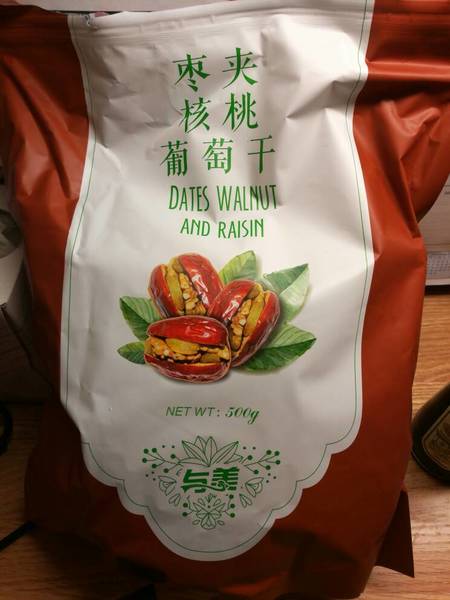 枣夹
核桃
葡萄干
DATES WALNUT
AND RAISIN
NET WT: 500g
与美